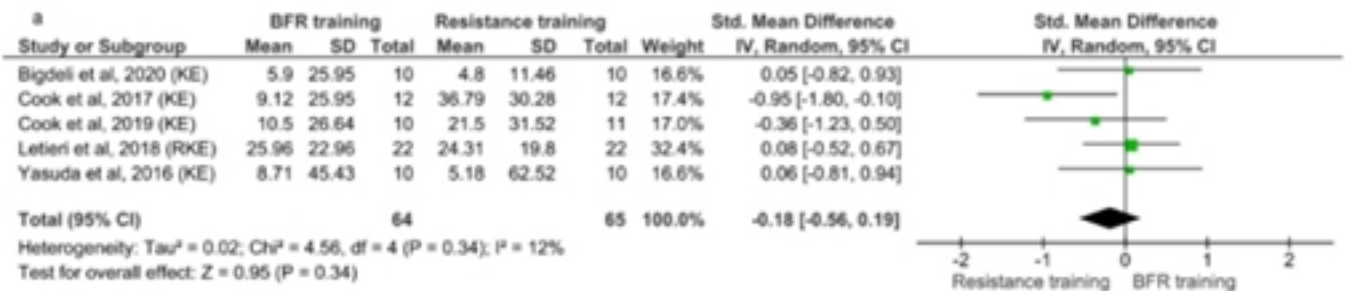 a
BFR training Resistance training Std. Mean Difference Std. Mean Difference
Study or Subgroup Mean SD Total Mean SD Total Weight IV, Random, 95% CI IV, Random, 95% CI
Bigdeli et al, 2020 (KE) 5.9 25.95 10 4.8 11.46 10 16.6% 0.05 [-0.82, 0.93]
Cook et al, 2017 (KE) 9.12 25.95 12 36.79 30.28 12 17.4% -0.95 [-1.80, -0.10]
Cook et al, 2019 (KE) 10.5 26.64 10 21.5 31.52 11 17.0% -0.36 [-1.23, 0.50]
Letieri et al, 2018 (RKE) 25.96 22.96 22 24.31 19.8 22 32.4% 0.08 [-0.52, 0.67]
Yasuda et al, 2016 (KE) 8.71 45.43 10 5.18 62.52 10 16.6% 0.06 [-0.81, 0.94]
Total (95% CI) 64 65 100.0% -0.18 [-0.56, 0.19]
Heterogeneity: Tau² = 0.02; Chi² = 4.56, df = 4 (P = 0.34); I² = 12%
Test for overall effect: Z = 0.95 (P = 0.34)
-2 -1 0 1 2
Resistance training BFR training